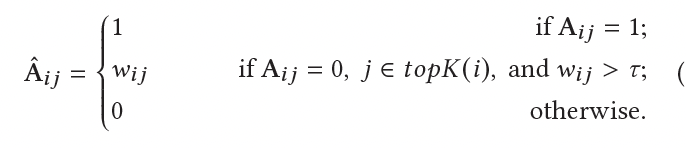 1 if A_ij = 1;
Â_ij = { w_ij if A_ij = 0, j ∈ topK(i), and w_ij > τ; (
0 otherwise.